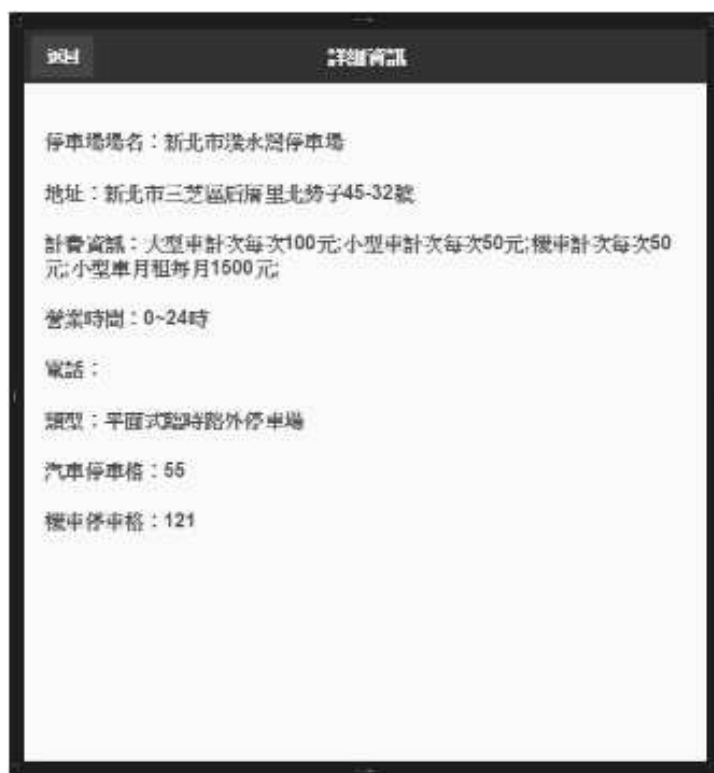 返回
詳細資訊
停車場場名：新北市淺水灣停車場
地址：新北市三芝區后厝里北勢子45-32號
計費資訊：大型車計次每次100元;小型車計次每次50元;機車計次每次50
元;小型車月租每月1500元;
營業時間：0~24時
電話：
類型：平面式臨時路外停車場
汽車停車格：55
機車停車格：121